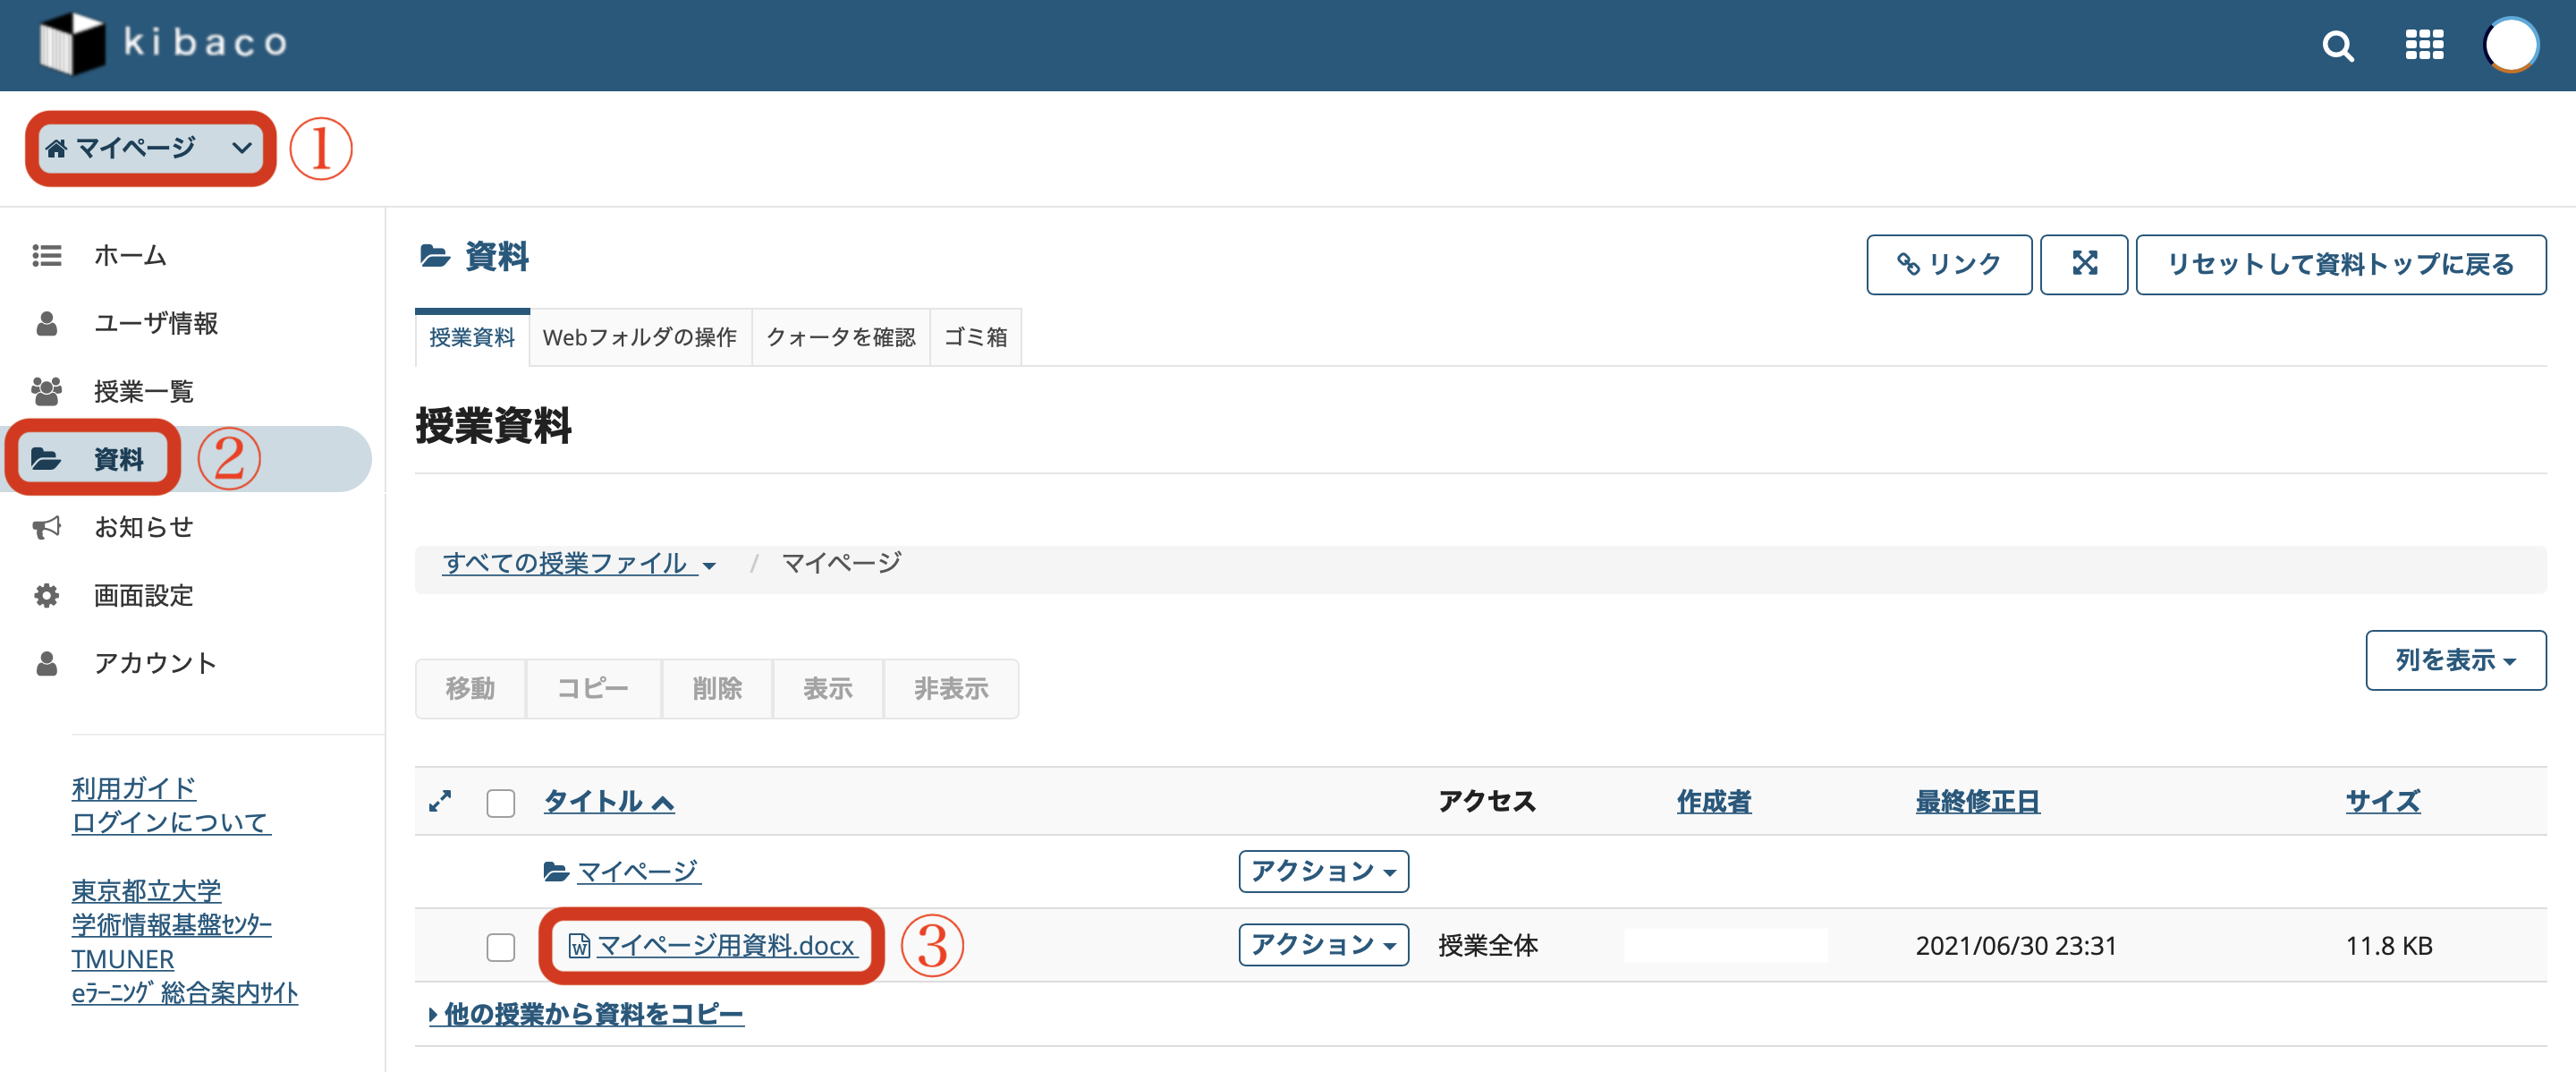 kibaco
マイページ ①
ホーム
ユーザ情報
授業一覧
資料 ②
お知らせ
画面設定
アカウント
利用ガイド
ログインについて
東京都立大学
学術情報基盤ｾﾝﾀｰ
TMUNER
eﾗｰﾆﾝｸﾞ総合案内ｻｲﾄ
資料
リンク
リセットして資料トップに戻る
授業資料 Webフォルダの操作 クォータを確認 ゴミ箱
授業資料
すべての授業ファイル / マイページ
列を表示
移動 コピー 削除 表示 非表示
タイトル アクセス 作成者 最終修正日 サイズ
マイページ アクション
マイページ用資料.docx ③ アクション 授業全体 2021/06/30 23:31 11.8 KB
他の授業から資料をコピー